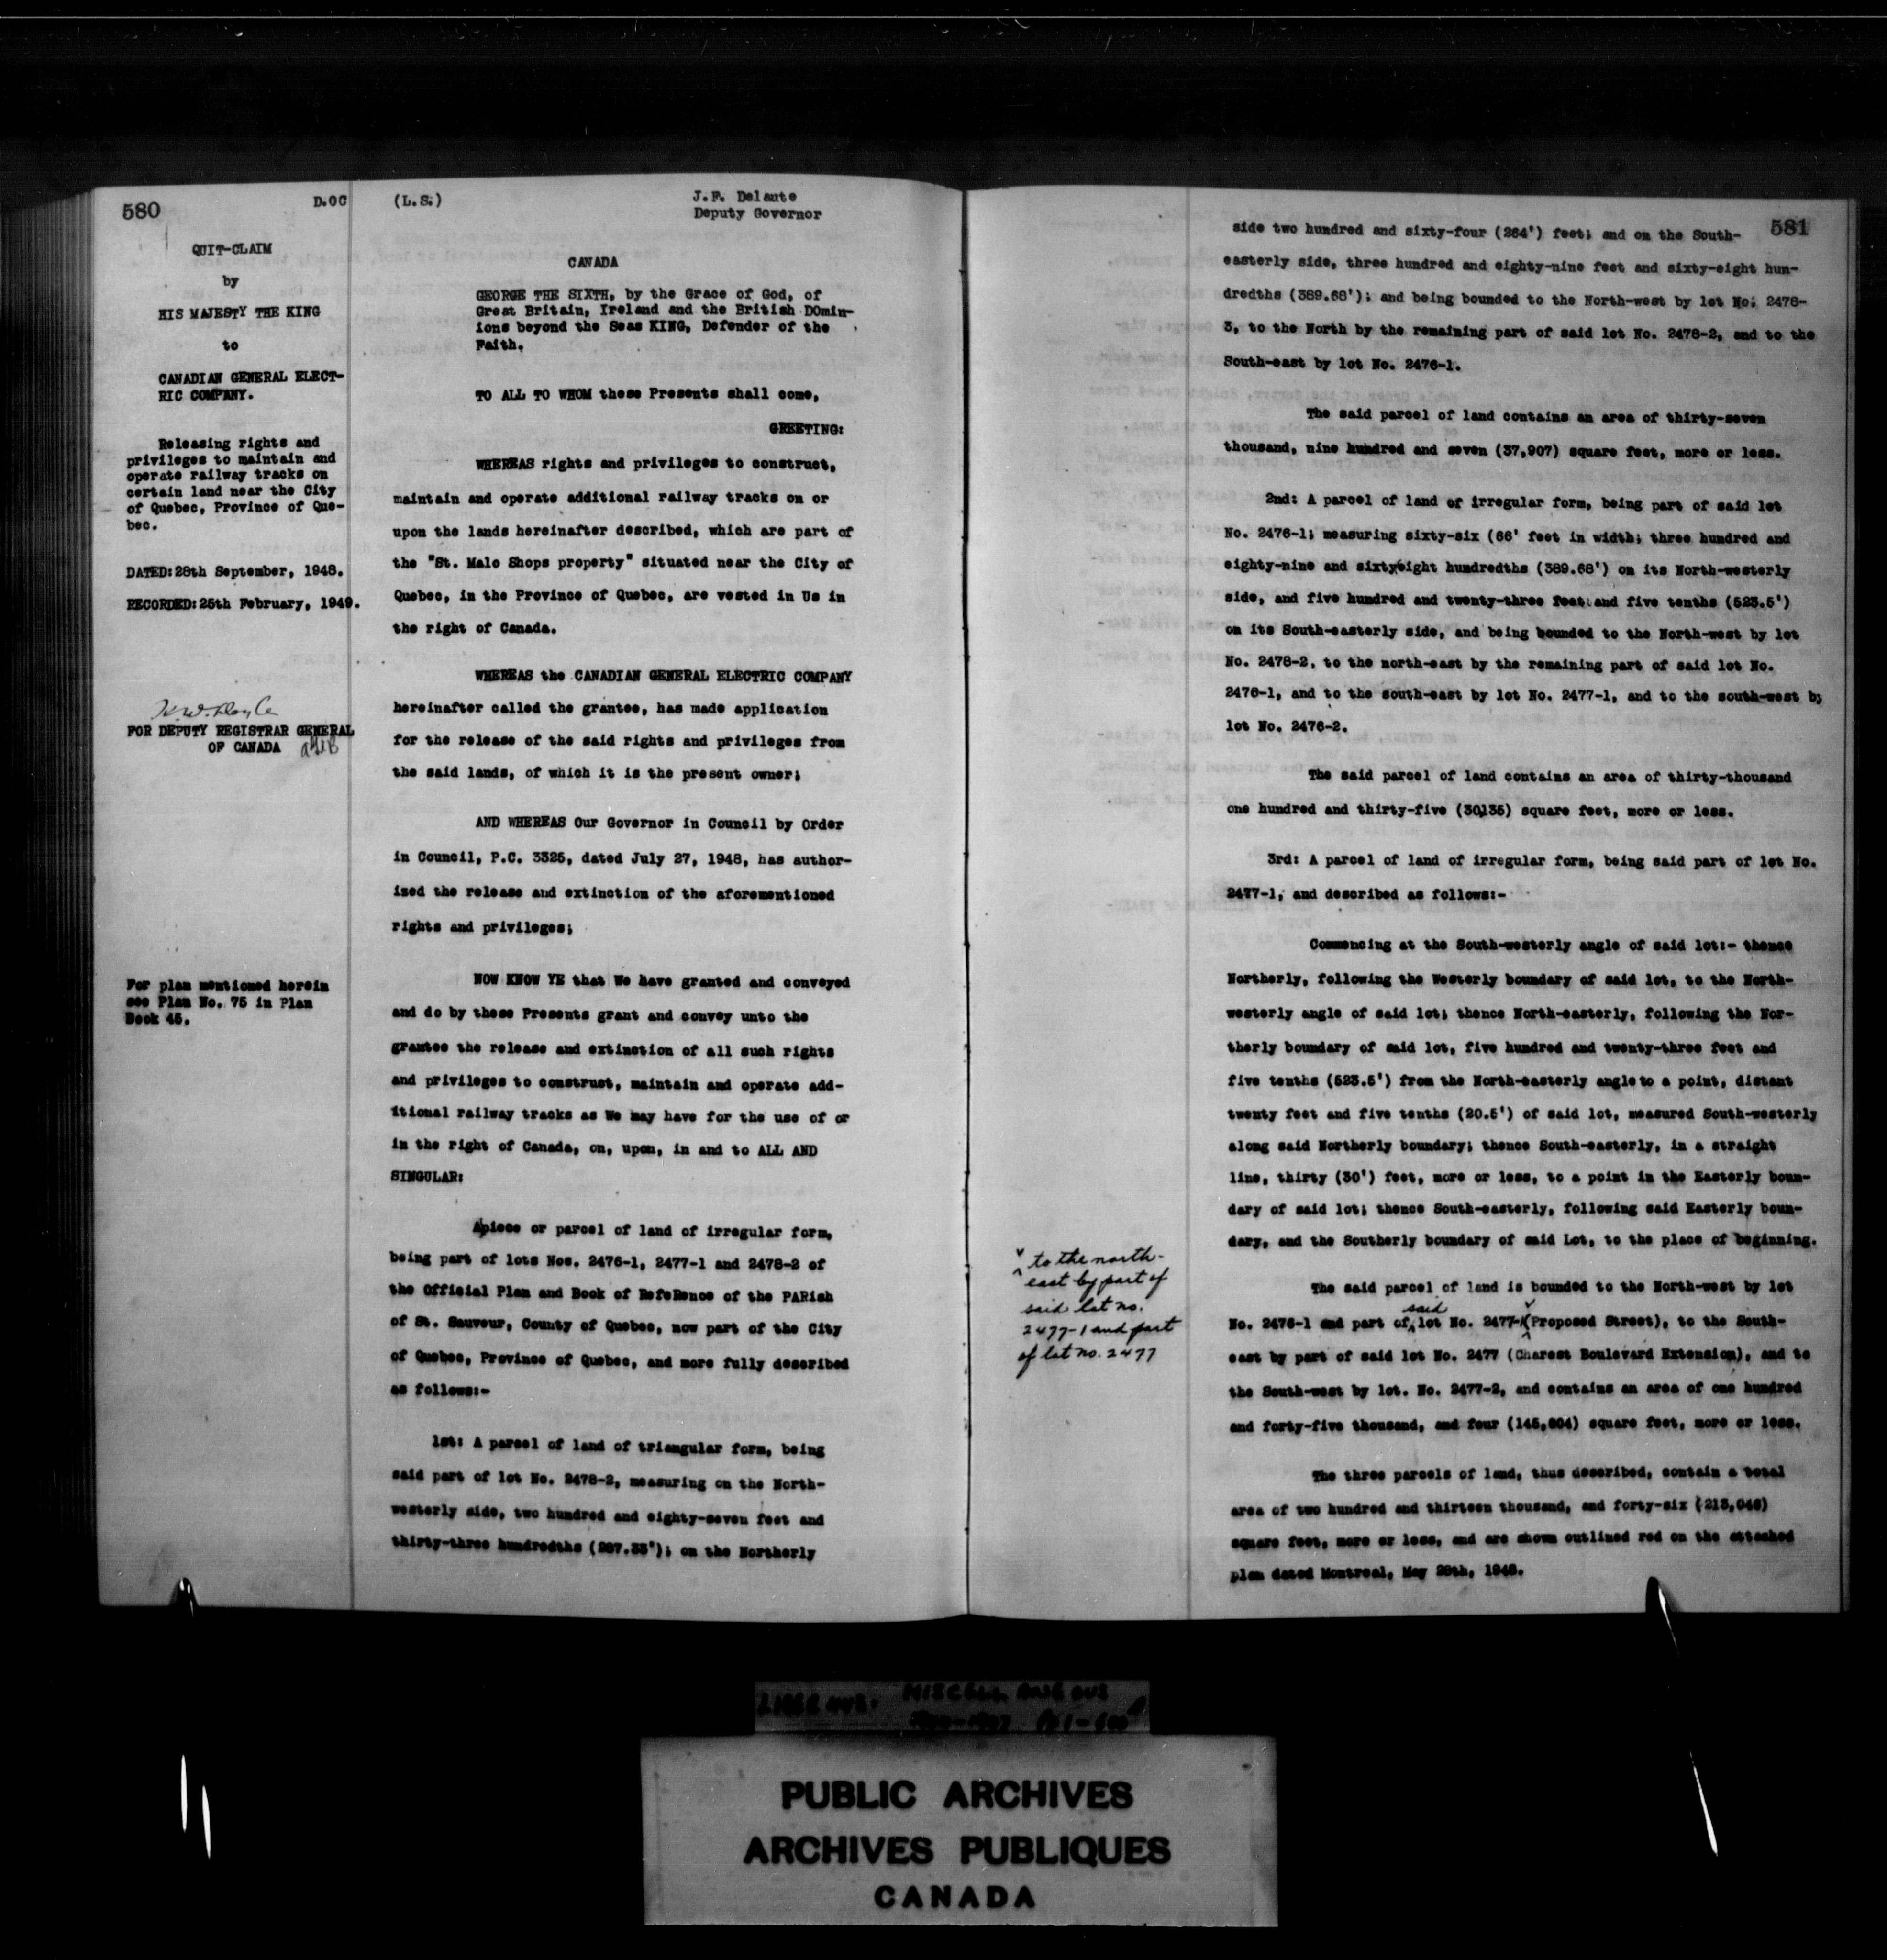 580
D.OC
QUIT-CLAIM
by
HIS MAJESTY THE KING
to
CANADIAN GENERAL ELECT-
RIC COMPANY.
Releasing rights and
privileges to maintain and
operate railway tracks on
certain land near the City
of Quebec, Province of Que-
bec.
DATED:28th September, 1948.
RECORDED:25th February, 1949.
FOR DEPUTY REGISTRAR GENERAL
OF CANADA
For plan mentioned herein
see Plan No. 75 in Plan
Book 45.
(L.S.)
J.F. Delaute
Deputy Governor
CANADA
GEORGE THE SIXTH, by the Grace of God, of
Great Britain, Ireland and the British DOmin-
ions beyond the Seas KING, Defender of the
Faith.
TO ALL TO WHOM these Presents shall come,
GREETING:
WHEREAS rights and privileges to construct,
maintain and operate additional railway tracks on or
upon the lands hereinafter described, which are part of
the "St. Malo Shops property" situated near the City of
Quebec, in the Province of Quebec, are vested in Us in
the right of Canada.
WHEREAS the CANADIAN GENERAL ELECTRIC COMPANY
hereinafter called the grantee, has made application
for the release of the said rights and privileges from
the said lands, of which it is the present owner;
AND WHEREAS Our Governor in Council by Order
in Council, P.C. 3325, dated July 27, 1948, has author-
ized the release and extinction of the aforementioned
rights and privileges;
NOW KNOW YE that We have granted and conveyed
and do by these Presents grant and convey unto the
grantee the release and extinction of all such rights
and privileges to construct, maintain and operate add-
itional railway tracks as We may have for the use of or
in the right of Canada, on, upon, in and to ALL AND
SINGULAR:
A piece or parcel of land of irregular form,
being part of lots Nos. 2476-1, 2477-1 and 2478-2 of
the Official Plan and Book of RefeRence of the PARish
of St. Sauveur, County of Quebec, now part of the City
of Quebec, Province of Quebec, and more fully described
as follows:-
1st: A parcel of land of triangular form, being
said part of lot No. 2478-2, measuring on the North-
westerly side, two hundred and eighty-seven feet and
thirty-three hundredths (287.33'); on the Northerly
581
side two hundred and sixty-four (264') feet; and on the South-
easterly side, three hundred and eighty-nine feet and sixty-eight hun-
dredths (389.68'); and being bounded to the North-west by lot No. 2478-
3, to the North by the remaining part of said lot No. 2478-2, and to the
South-east by lot No. 2476-1.
The said parcel of land contains an area of thirty-seven
thousand, nine hundred and seven (37,907) square feet, more or less.
2nd: A parcel of land of irregular form, being part of said lot
No. 2476-1; measuring sixty-six (66' feet in width; three hundred and
eighty-nine and sixty eight hundredths (389.68') on its North-westerly
side, and five hundred and twenty-three feet and five tenths (523.5')
on its South-easterly side, and being bounded to the North-west by lot
No. 2478-2, to the north-east by the remaining part of said lot No.
2476-1, and to the south-east by lot No. 2477-1, and to the south-west by
lot No. 2476-2.
The said parcel of land contains an area of thirty-thousand
one hundred and thirty-five (30,135) square feet, more or less.
3rd: A parcel of land of irregular form, being said part of lot No.
2477-1, and described as follows:-
Commencing at the South-westerly angle of said lot:- thence
Northerly, following the Westerly boundary of said lot, to the North-
westerly angle of said lot; thence North-easterly, following the Nor-
therly boundary of said lot, five hundred and twenty-three feet and
five tenths (523.5') from the North-easterly angle to a point, distant
twenty feet and five tenths (20.5') of said lot, measured South-westerly
along said Northerly boundary; thence South-easterly, in a straight
line, thirty (30') feet, more or less, to a point in the Easterly boun-
dary of said lot; thence South-easterly, following said Easterly boun-
dary, and the Southerly boundary of said Lot, to the place of beginning.
to the north-
east by part of
said lot no.
2477-1 and part
of lot no. 2477
The said parcel of land is bounded to the North-west by lot
said
No. 2476-1 and part of lot No. 2477-1 (Proposed Street), to the South-
east by part of said lot No. 2477 (Charest Boulevard Extension), and to
the South-west by lot. No. 2477-2, and contains an area of one hundred
and forty-five thousand, and four (145,004) square feet, more or less.
The three parcels of land, thus described, contain a total
area of two hundred and thirteen thousand, and forty-six (213,046)
square feet, more or less, and are shown outlined red on the attached
plan dated Montreal, May 28th, 1948.
MISCELLANEOUS
PUBLIC ARCHIVES
ARCHIVES PUBLIQUES
CANADA